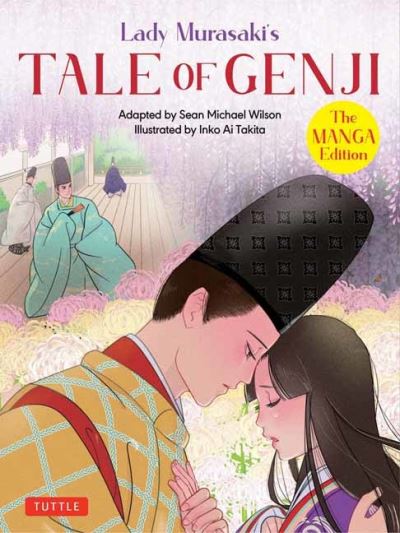 Lady Murasaki's
TALE OF GENJI
Adapted by Sean Michael Wilson
Illustrated by Inko Ai Takita
The
MANGA
Edition
TUTTLE